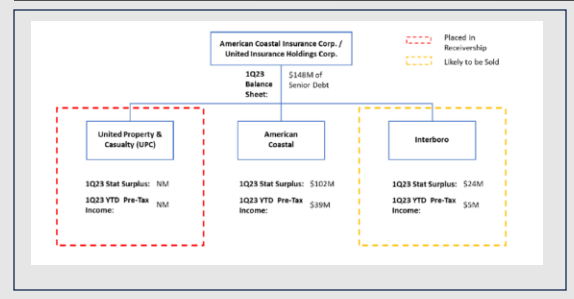 American Coastal Insurance Corp. /
United Insurance Holdings Corp.
Placed in
Receivership
Likely to be Sold
1Q23
Balance
Sheet:
$148M of
Senior Debt
United Property &
Casualty (UPC)
American
Coastal
Interboro
1Q23 Stat Surplus: NM
1Q23 YTD Pre-Tax
Income: NM
1Q23 Stat Surplus: $102M
1Q23 YTD Pre-Tax
Income: $39M
1Q23 Stat Surplus: $24M
1Q23 YTD Pre-Tax
Income: $5M